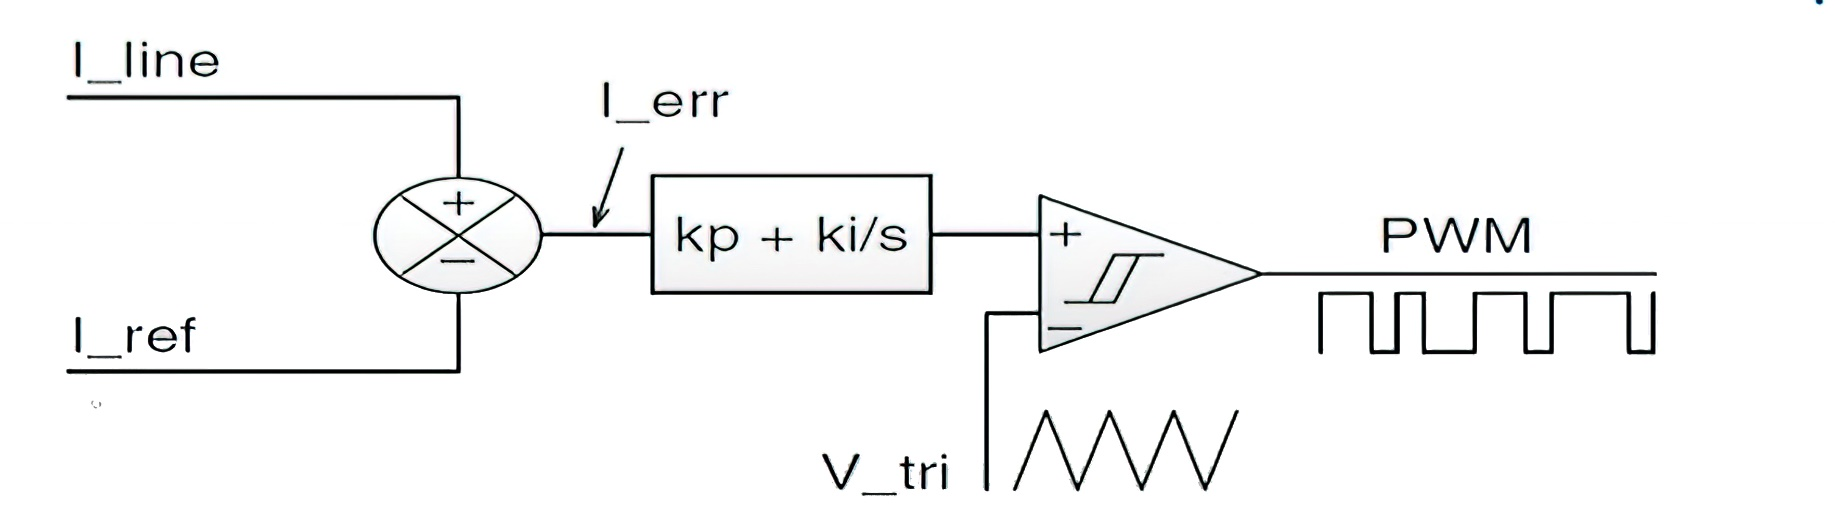 I_line
I_err
+
kp + ki/s
+
PWM
−
I_ref
−
V_tri